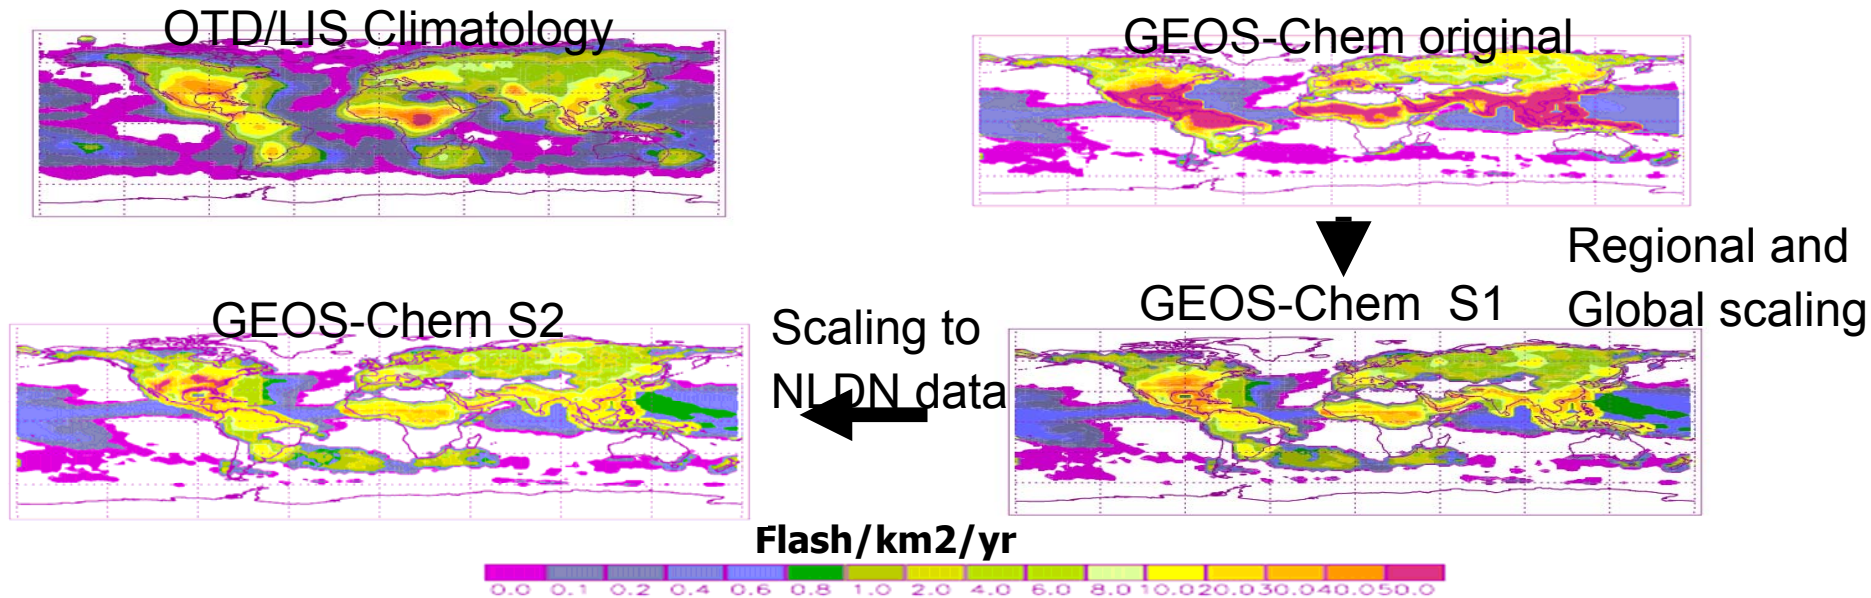 OTD/LIS Climatology
GEOS-Chem original
Regional and
Global scaling
GEOS-Chem S1
Scaling to
NLDN data
GEOS-Chem S2
Flash/km2/yr
0.0 0.1 0.2 0.4 0.6 0.8 1.0 2.0 4.0 6.0 8.0 10.0 20.0 30.0 40.0 50.0